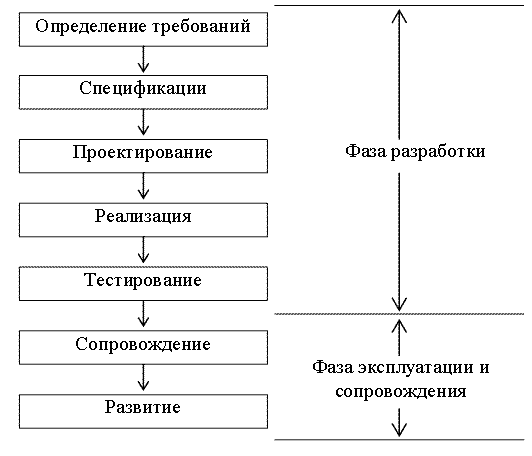 Определение требований
Спецификации
Проектирование
Реализация
Тестирование
Сопровождение
Развитие
Фаза разработки
Фаза эксплуатации и
сопровождения